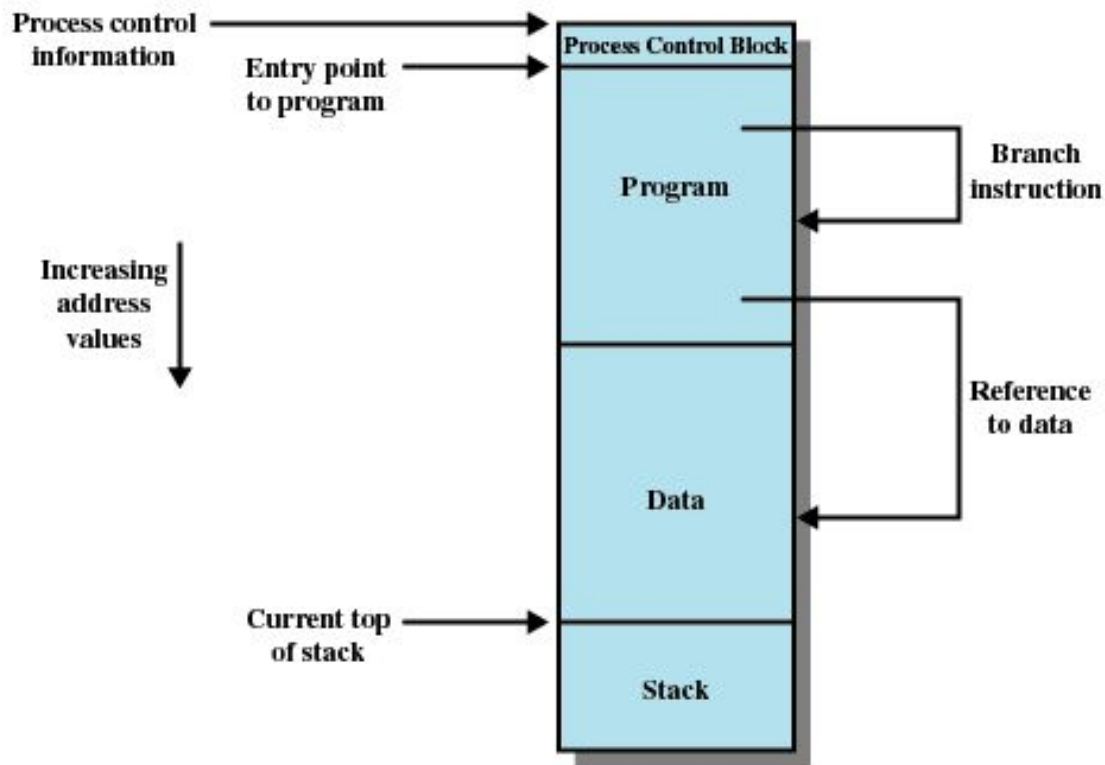 Process control
information
Process Control Block
Entry point
to program
Program
Branch
instruction
Increasing
address
values
Reference
to data
Data
Current top
of stack
Stack